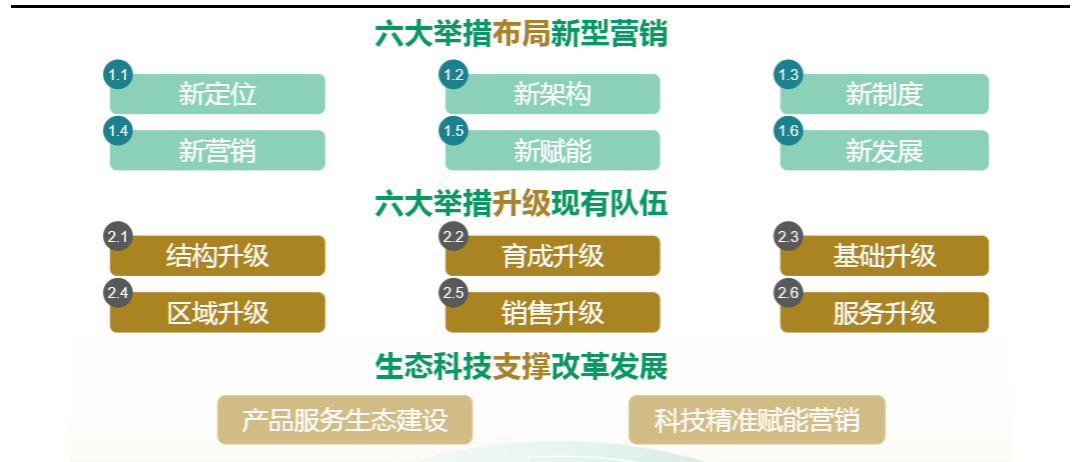 六大举措布局新型营销
1.1 新定位 1.2 新架构 1.3 新制度
1.4 新营销 1.5 新赋能 1.6 新发展
六大举措升级现有队伍
2.1 结构升级 2.2 育成升级 2.3 基础升级
2.4 区域升级 2.5 销售升级 2.6 服务升级
生态科技支撑改革发展
产品服务生态建设 科技精准赋能营销